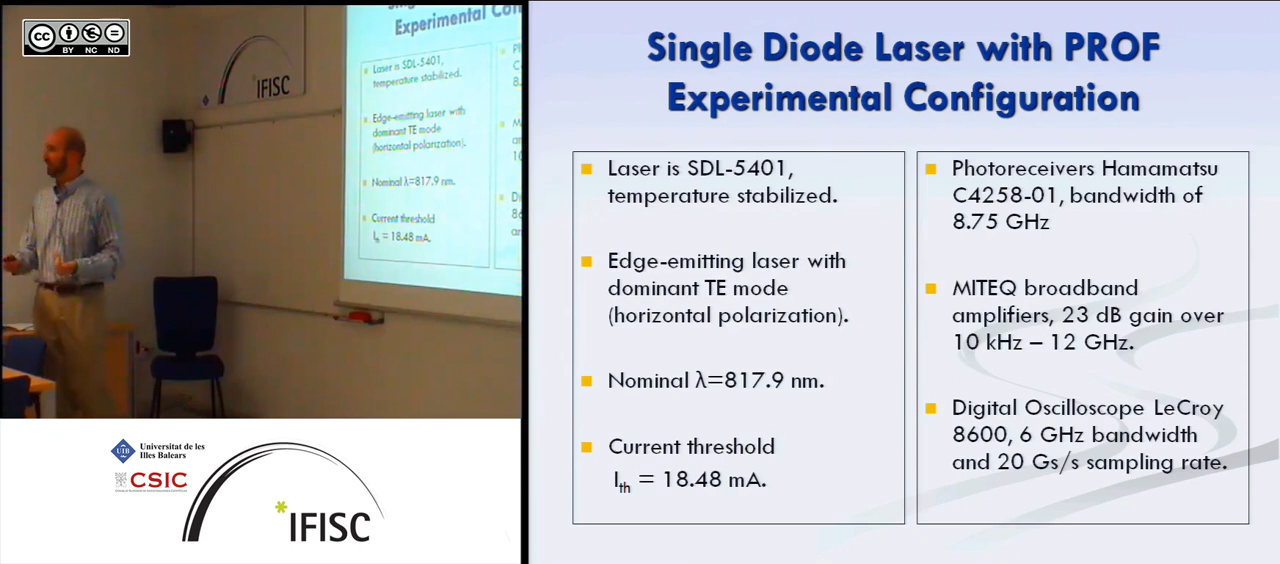 cc
BY NC ND
*IFISC
Experimental
Laser is SDL-5401,
temperature stabilized.
Edge-emitting laser with
dominant TE mode
(horizontal polarization).
Nominal λ=817.9 nm.
Current threshold
Ith = 18.48 mA.
Universitat de les
Illes Balears
UIB
CSIC
*IFISC
Single Diode Laser with PROF
Experimental Configuration
Laser is SDL-5401,
temperature stabilized.
Edge-emitting laser with
dominant TE mode
(horizontal polarization).
Nominal λ=817.9 nm.
Current threshold
Ith = 18.48 mA.
Photoreceivers Hamamatsu
C4258-01, bandwidth of
8.75 GHz
MITEQ broadband
amplifiers, 23 dB gain over
10 kHz – 12 GHz.
Digital Oscilloscope LeCroy
8600, 6 GHz bandwidth
and 20 Gs/s sampling rate.